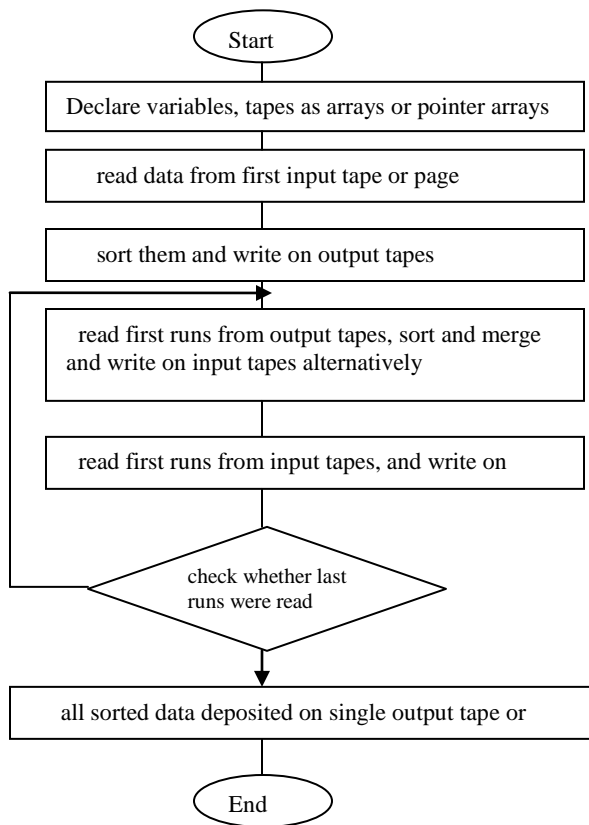 Start
Declare variables, tapes as arrays or pointer arrays
read data from first input tape or page
sort them and write on output tapes
read first runs from output tapes, sort and merge
and write on input tapes alternatively
read first runs from input tapes, and write on
check whether last
runs were read
all sorted data deposited on single output tape or
End